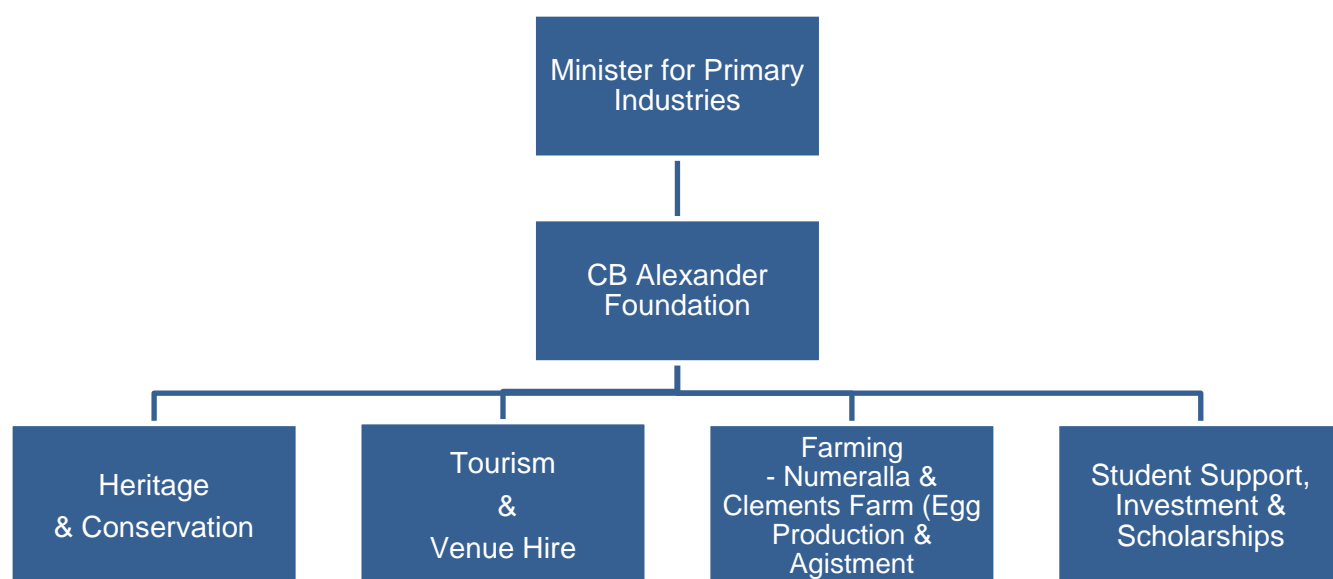 Minister for Primary
Industries
CB Alexander
Foundation
Heritage
& Conservation
Tourism
&
Venue Hire
Farming
- Numeralla &
Clements Farm (Egg
Production &
Agistment
Student Support,
Investment &
Scholarships